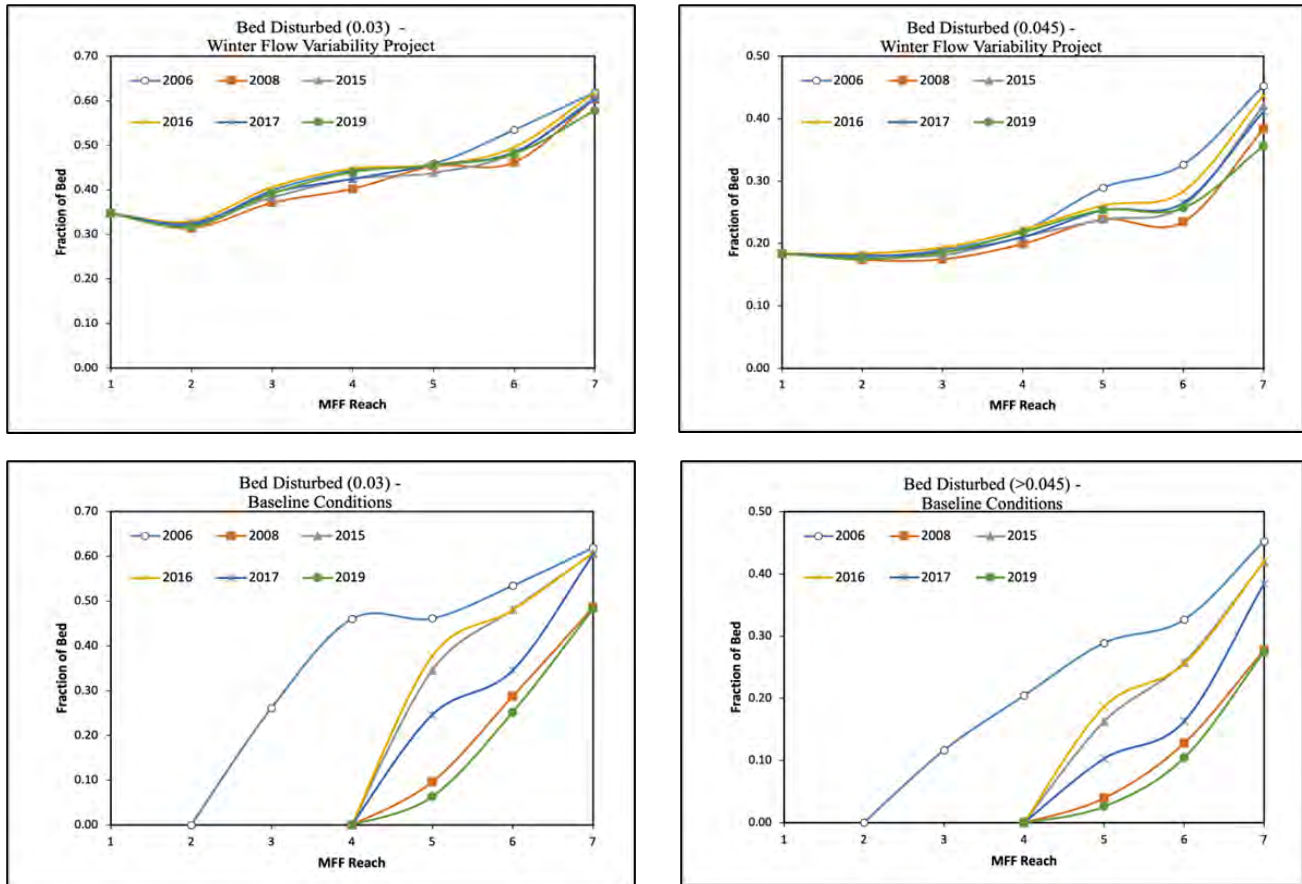 Bed Disturbed (0.03) -
Winter Flow Variability Project
0.70
0.60
0.50
0.40
0.30
0.20
0.10
0.00
Fraction of Bed
2006 2008 2015
2016 2017 2019
1 2 3 4 5 6 7
MFF Reach
Bed Disturbed (0.045) -
Winter Flow Variability Project
0.50
0.40
0.30
0.20
0.10
0.00
Fraction of Bed
2006 2008 2015
2016 2017 2019
1 2 3 4 5 6 7
MFF Reach
Bed Disturbed (0.03) -
Baseline Conditions
0.70
0.60
0.50
0.40
0.30
0.20
0.10
0.00
Fraction of Bed
2006 2008 2015
2016 2017 2019
1 2 3 4 5 6 7
MFF Reach
Bed Disturbed (>0.045) -
Baseline Conditions
0.50
0.40
0.30
0.20
0.10
0.00
Fraction of Bed
2006 2008 2015
2016 2017 2019
1 2 3 4 5 6 7
MFF Reach